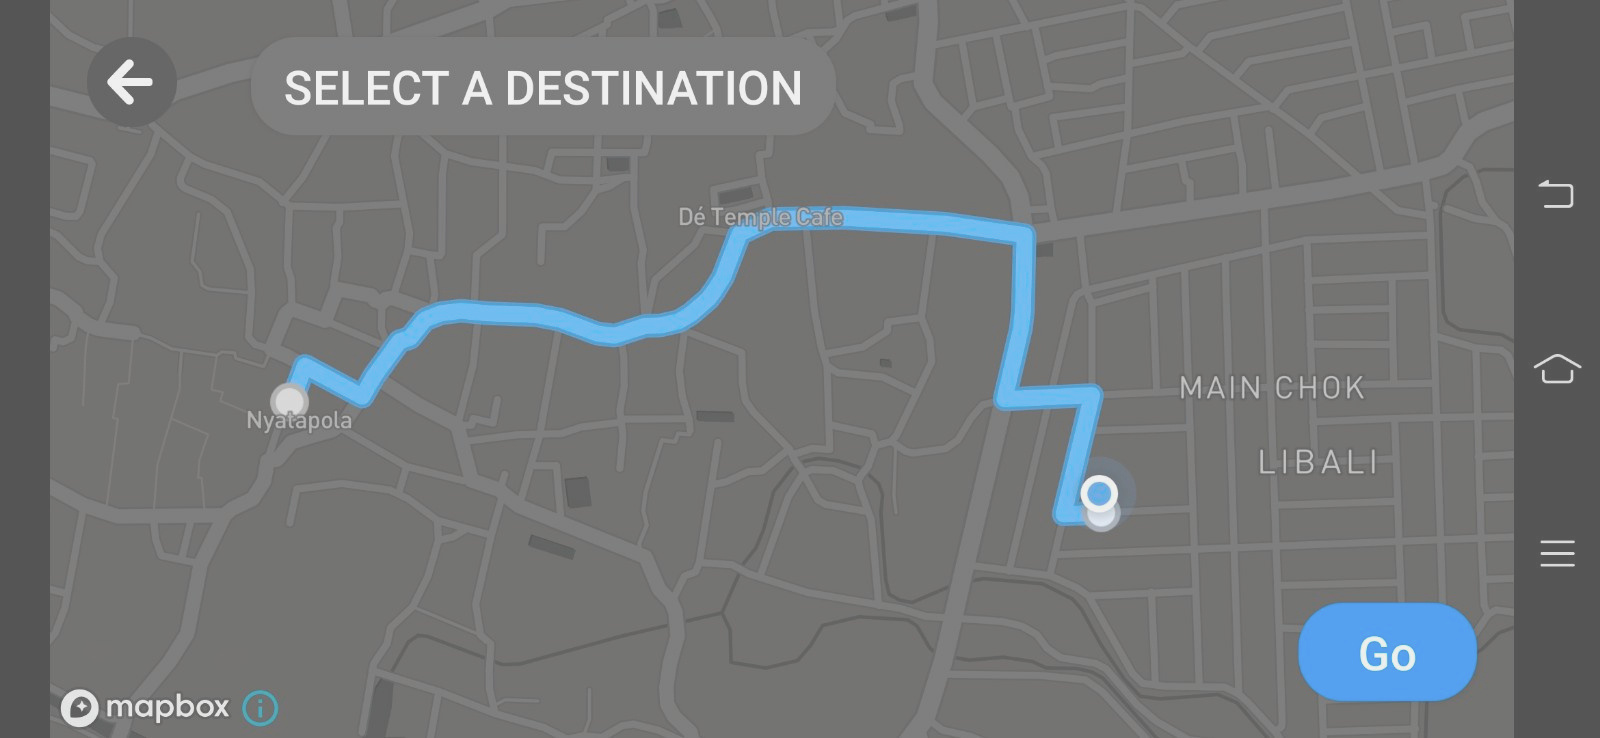 SELECT A DESTINATION
Dé Temple Cafe
MAIN CHOK
Nyatapola
LIBALI
Go
mapbox